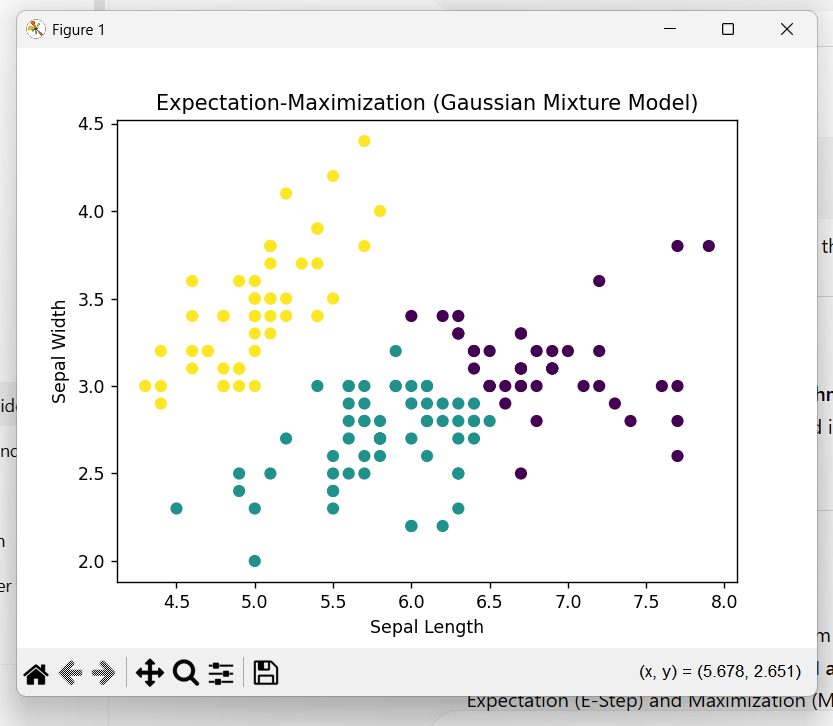 Figure 1
Expectation-Maximization (Gaussian Mixture Model)
4.5
4.0
3.5
3.0
2.5
2.0
Sepal Width
4.5 5.0 5.5 6.0 6.5 7.0 7.5 8.0
Sepal Length
(x, y) = (5.678, 2.651)
Expectation (E-Step) and Maximization (M